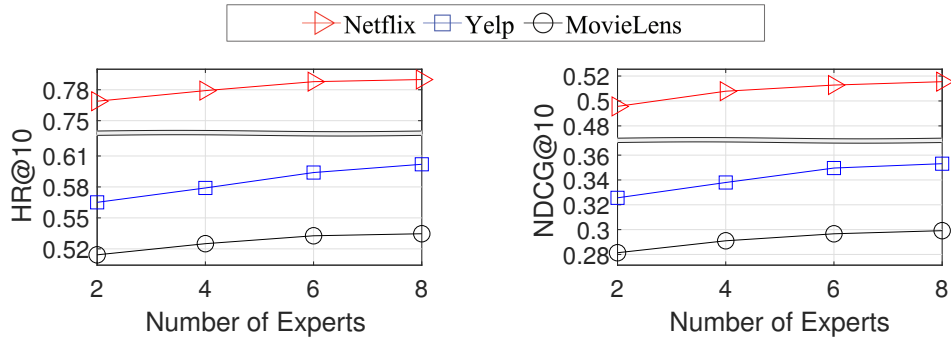 Netflix Yelp MovieLens
HR@10
0.78
0.75
0.61
0.58
0.55
0.52
2 4 6 8
Number of Experts
NDCG@10
0.52
0.5
0.48
0.36
0.34
0.32
0.3
0.28
2 4 6 8
Number of Experts